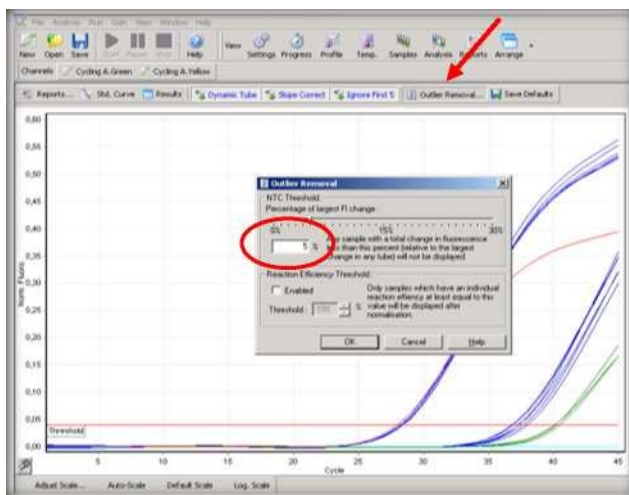 File Analysis Run Gain View Window Help
New Open Save Start Pause Stop Help View Settings Progress Profile Temp. Samples Analysis Reports Arrange
Channels Cycling A.Green Cycling A.Yellow
Reports... Std. Curve Results Dynamic Tube Slope Correct Ignore First 5 Outlier Removal... Save Defaults
Outlier Removal
NTC Threshold:
Percentage of largest Fl change :
0% 15% 30%
5 % Any sample with a total change in fluorescence
less than this percent (relative to the largest
change in any tube) will not be displayed.
Reaction Efficiency Threshold
Enabled Only samples which have an individual
reaction effiency at least equal to this
Threshold : % value will be displayed after
normalisation.
OK Cancel Help
Norm. Fluoro.
0,60
0,55
0,50
0,45
0,40
0,35
0,30
0,25
0,20
0,15
0,10
0,05
Threshold
0,00
5 10 15 20 25 30 35 40 45
Cycle
Adjust Scale... Auto-Scale Default Scale Log. Scale